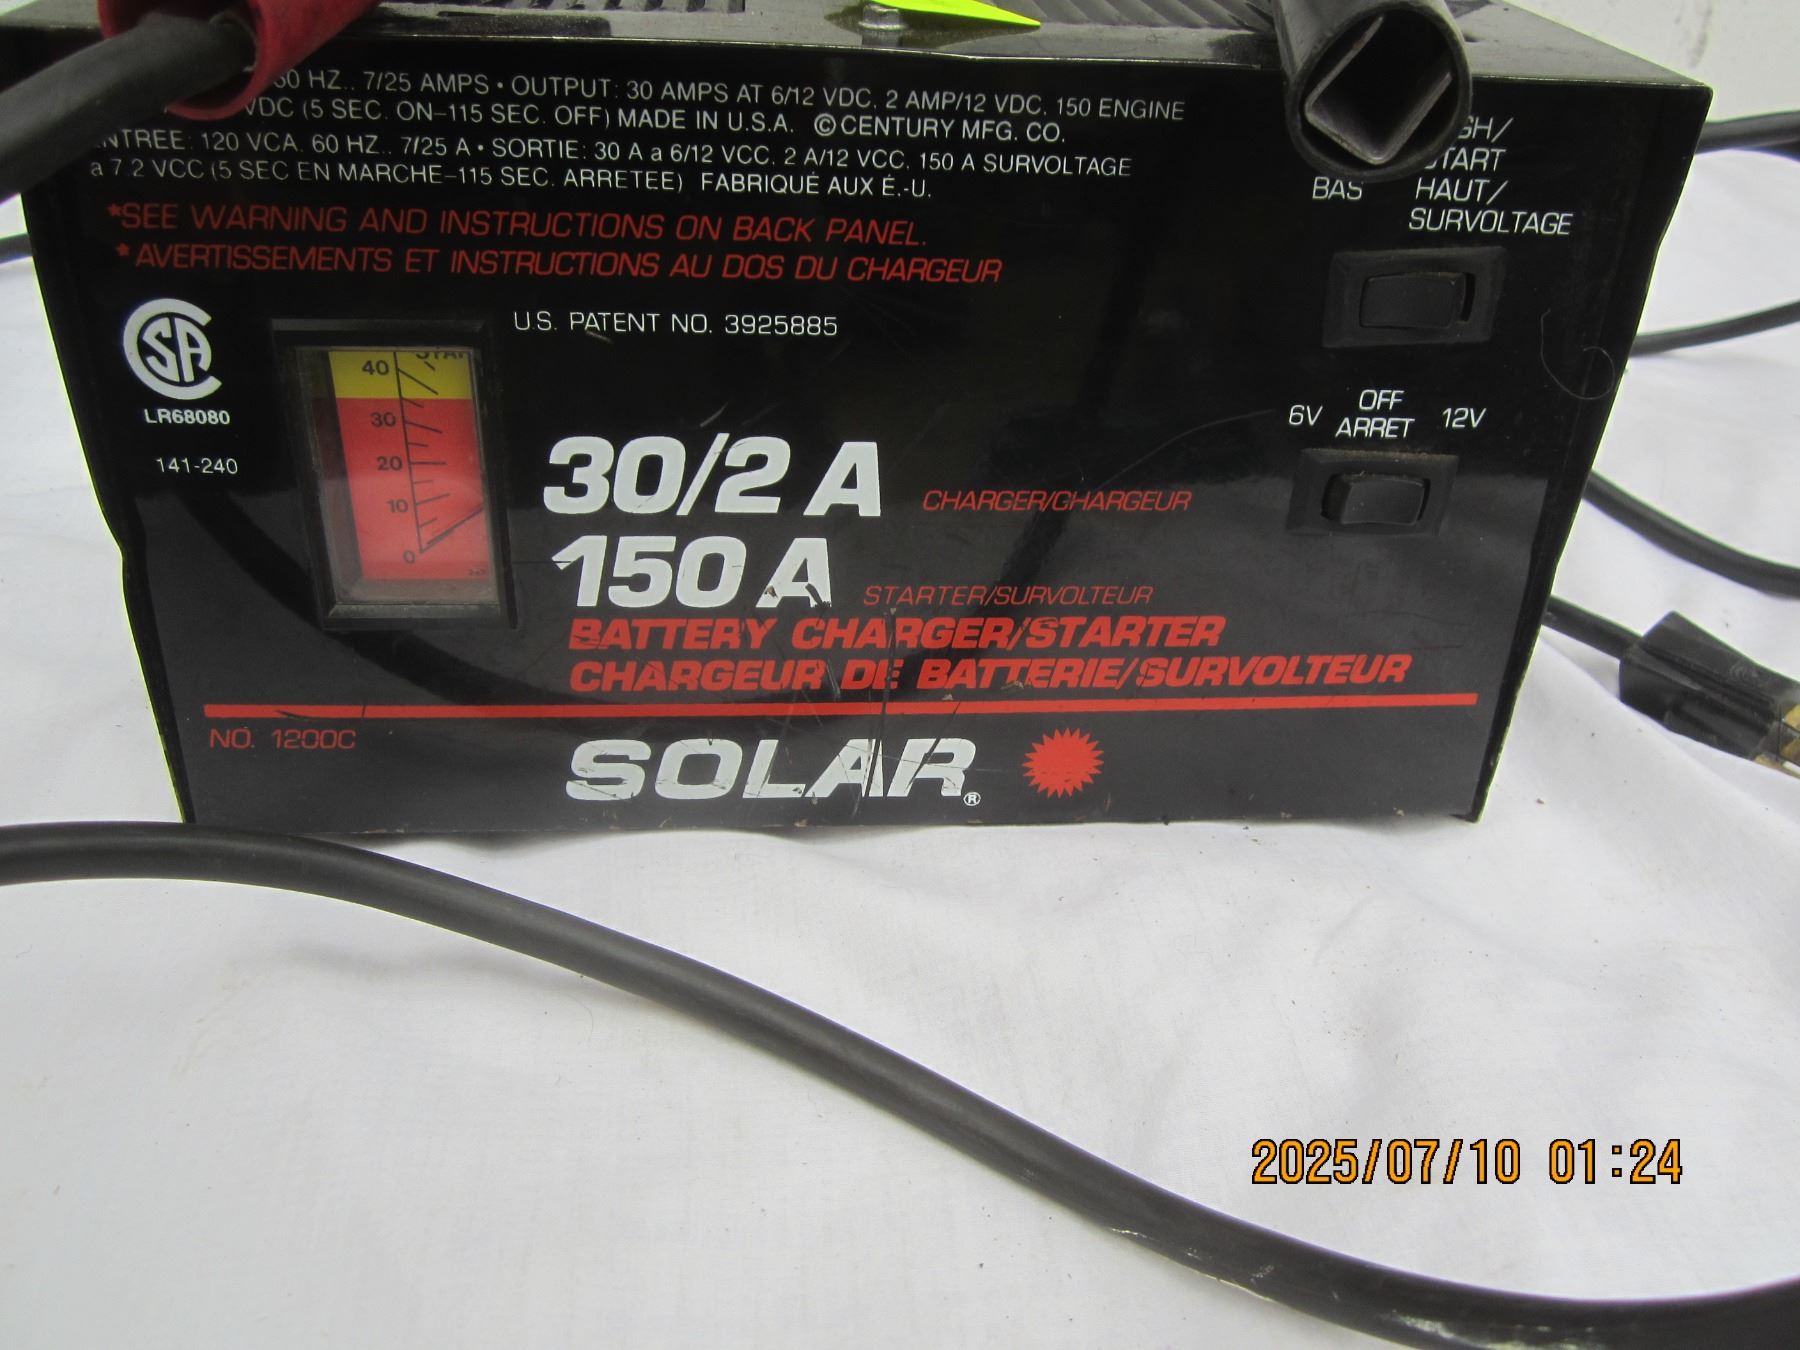 60 HZ.. 7/25 AMPS • OUTPUT: 30 AMPS AT 6/12 VDC. 2 AMP/12 VDC. 150 ENGINE
VDC (5 SEC. ON–115 SEC. OFF) MADE IN U.S.A. ©CENTURY MFG. CO.
ENTREE: 120 VCA. 60 HZ.. 7/25 A • SORTIE: 30 A a 6/12 VCC. 2 A/12 VCC. 150 A SURVOLTAGE
a 7.2 VCC (5 SEC EN MARCHE–115 SEC. ARRETEE) FABRIQUÉ AUX É.-U.
*SEE WARNING AND INSTRUCTIONS ON BACK PANEL.
*AVERTISSEMENTS ET INSTRUCTIONS AU DOS DU CHARGEUR
START
BAS HAUT/
SURVOLTAGE
U.S. PATENT NO. 3925885
SA
LR68080
141-240
40
30
20
10
0
OFF
6V ARRET 12V
30/2 A CHARGER/CHARGEUR
150 A STARTER/SURVOLTEUR
BATTERY CHARGER/STARTER
CHARGEUR DE BATTERIE/SURVOLTEUR
NO. 1200C
SOLAR®
2025/07/10 01:24